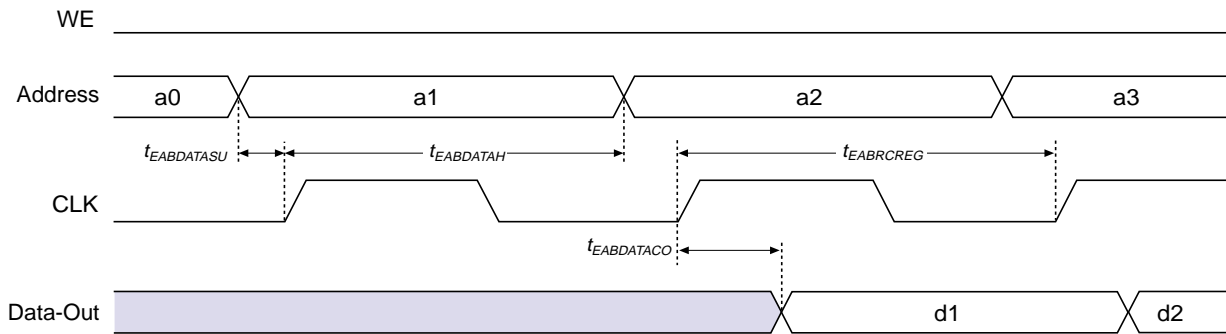 WE
Address a0 a1 a2 a3
tEABDATASU tEABDATAH tEABRCREG
CLK
tEABDATACO
Data-Out d1 d2